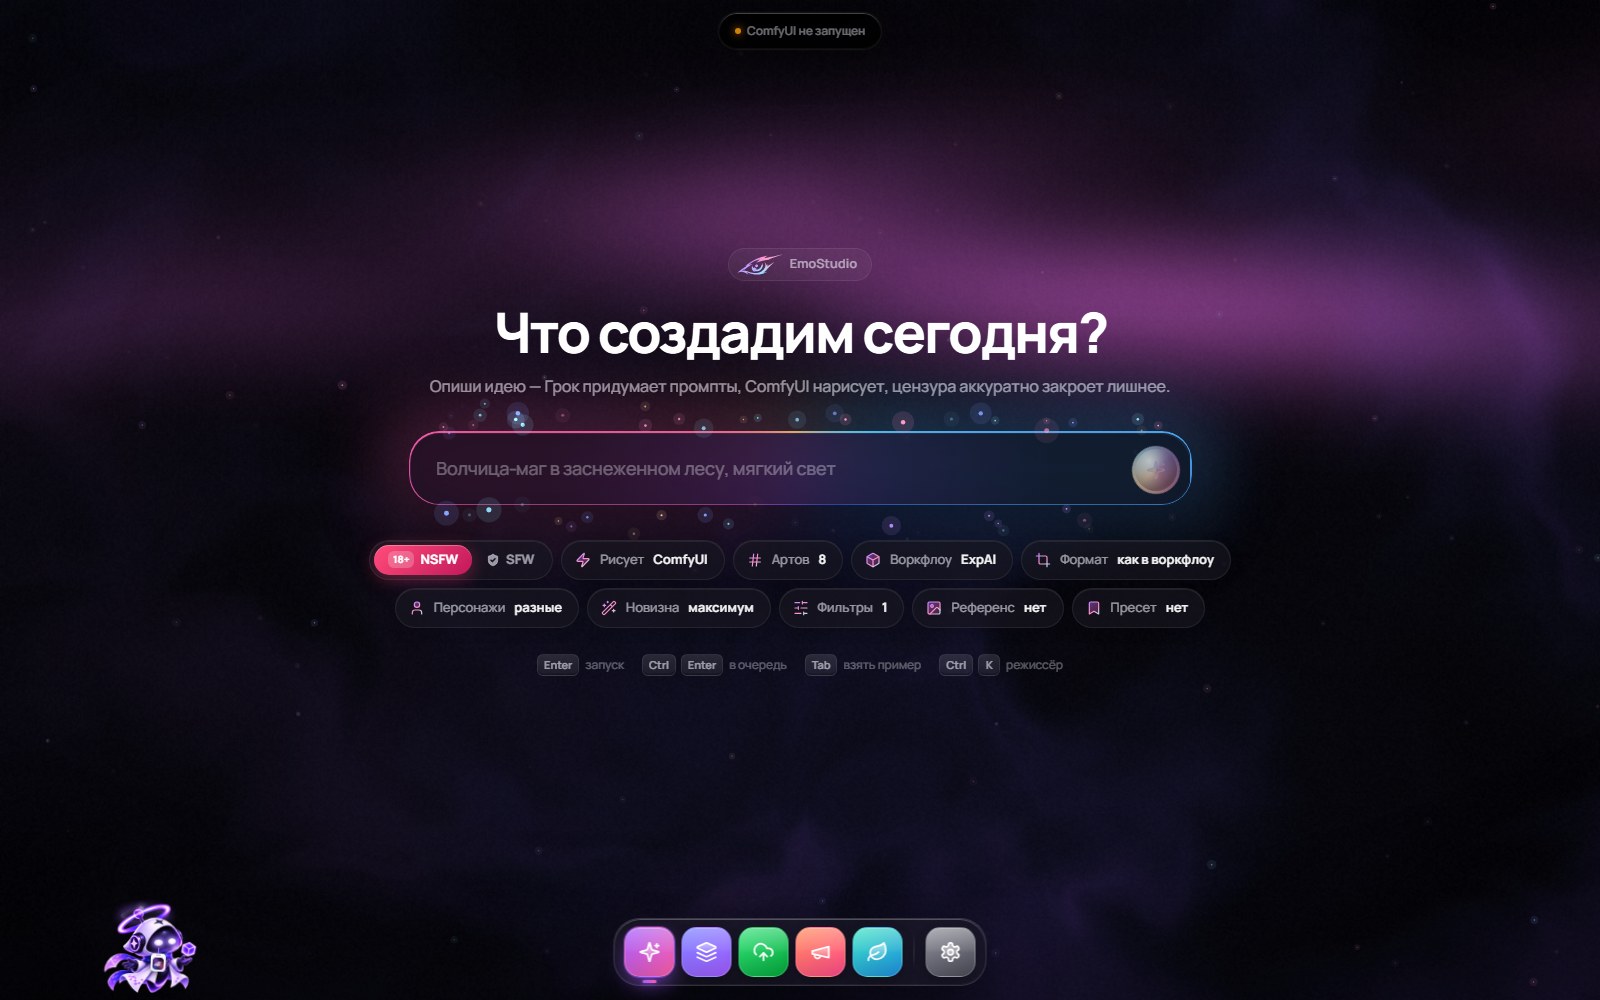 ComfyUI не запущен
EmoStudio
Что создадим сегодня?
Опиши идею — Грок придумает промпты, ComfyUI нарисует, цензура аккуратно закроет лишнее.
Волчица-маг в заснеженном лесу, мягкий свет
18+ NSFW SFW Рисует ComfyUI Артов 8 Воркфлоу ExpAI Формат как в воркфлоу
Персонажи разные Новизна максимум Фильтры 1 Референс нет Пресет нет
Enter запуск Ctrl Enter в очередь Tab взять пример Ctrl K режиссёр